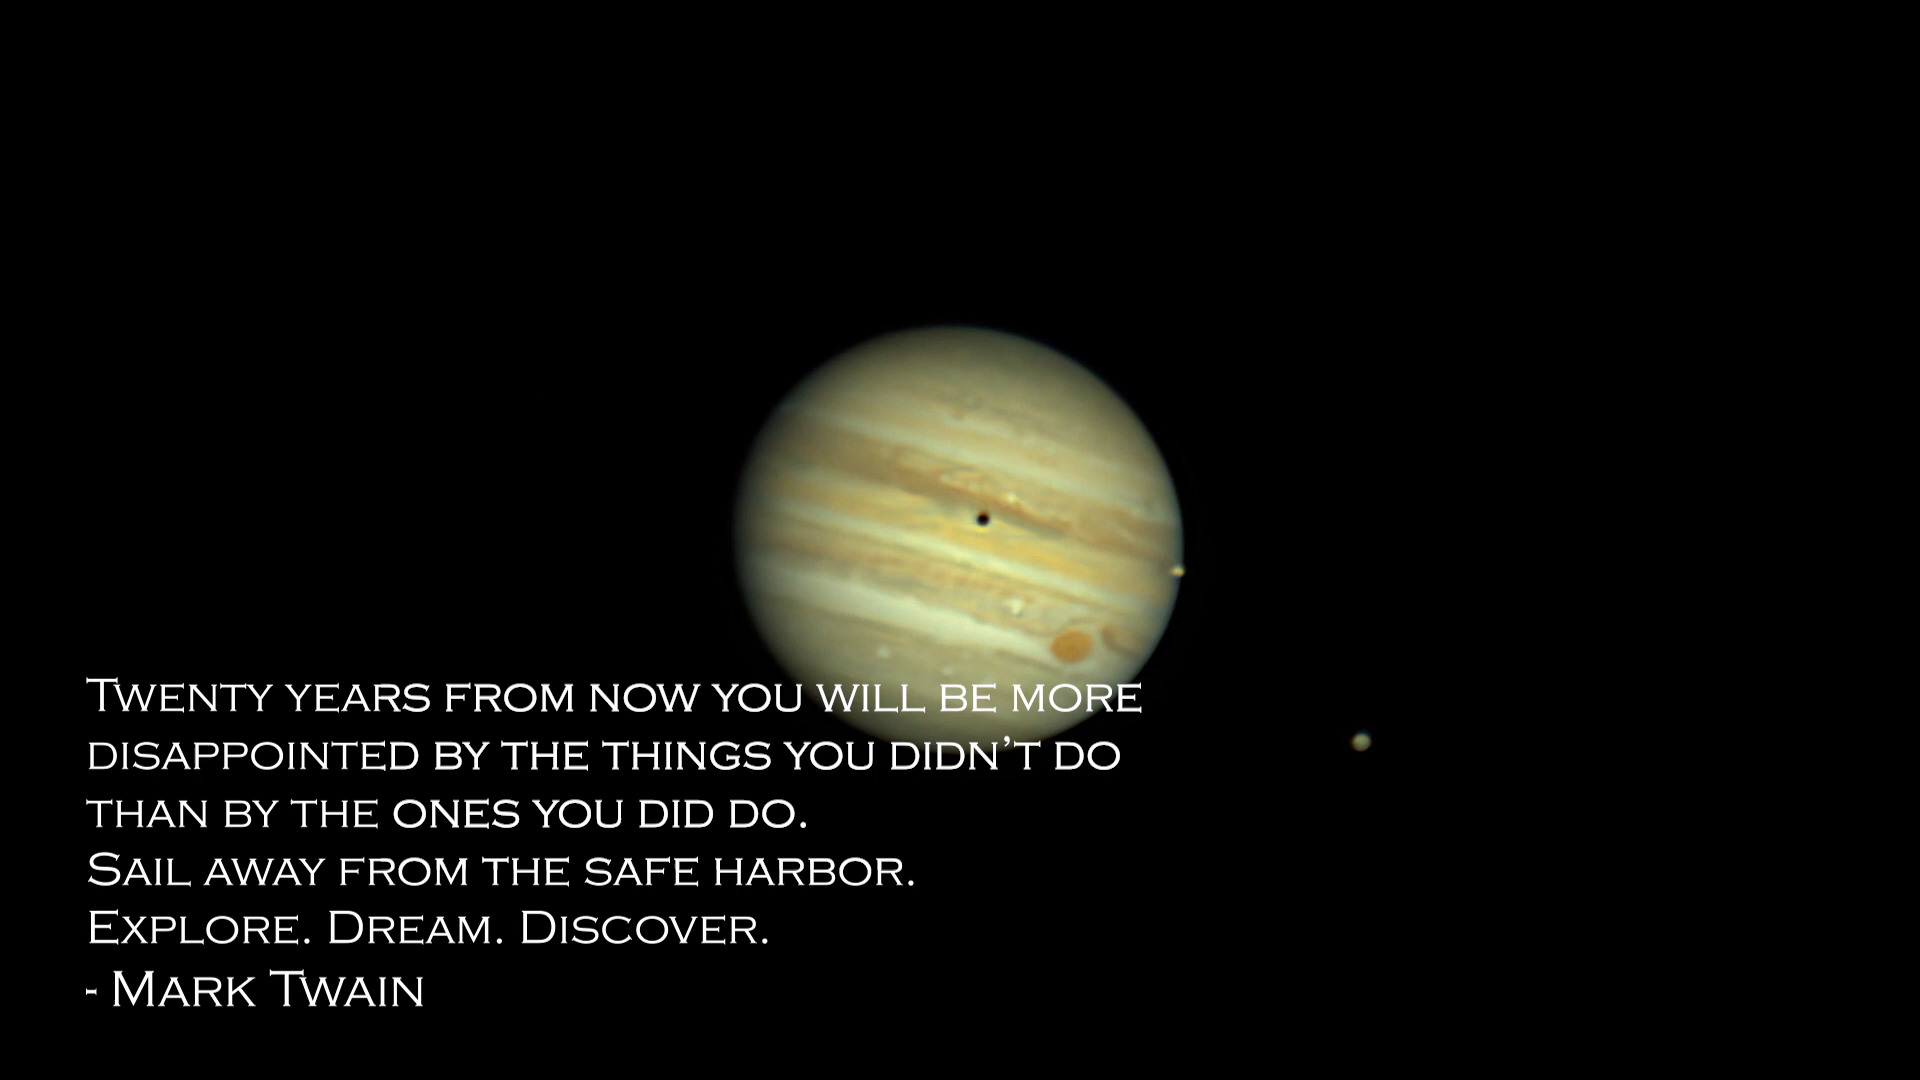 Twenty years from now you will be more
disappointed by the things you didn’t do
than by the ones you did do.
Sail away from the safe harbor.
Explore. Dream. Discover.
- Mark Twain